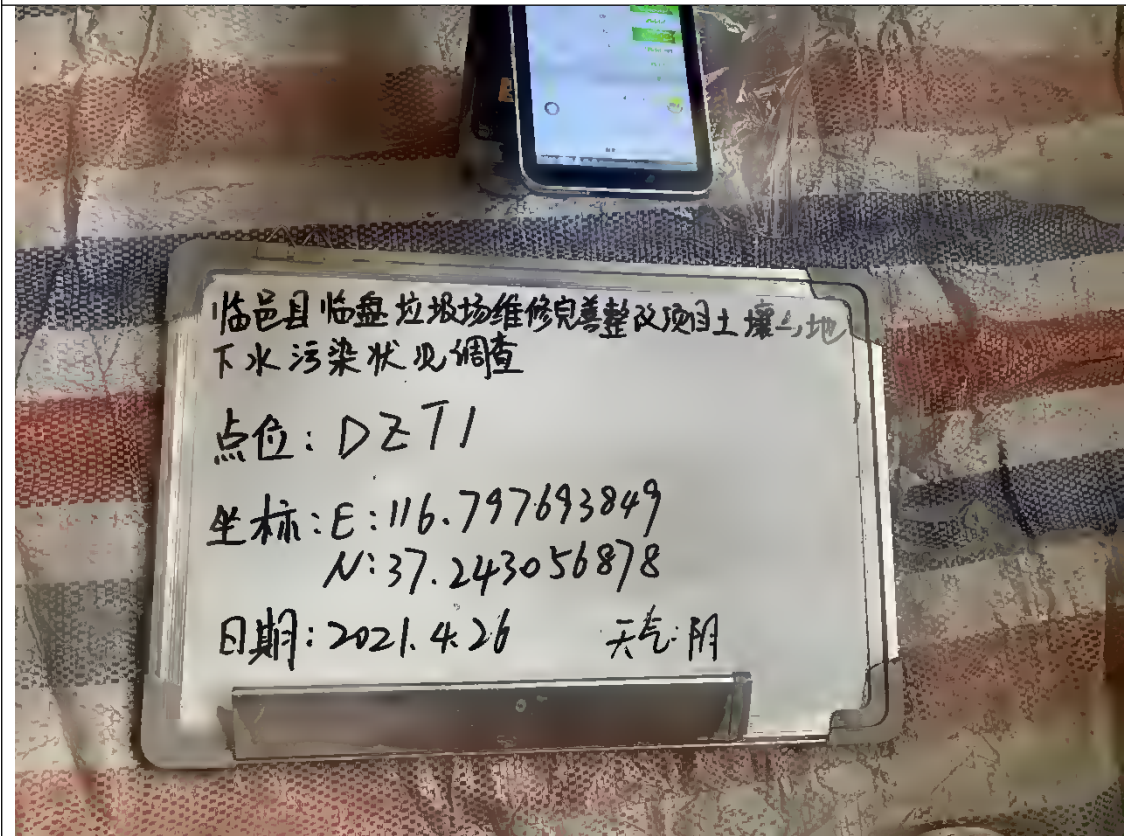 临邑县临盘垃圾场维修完善整改项目土壤与地
下水污染状况调查
点位：DZT1
坐标：E：116.797693849
N：37.243056878
日期：2021.4.26 天气：阴